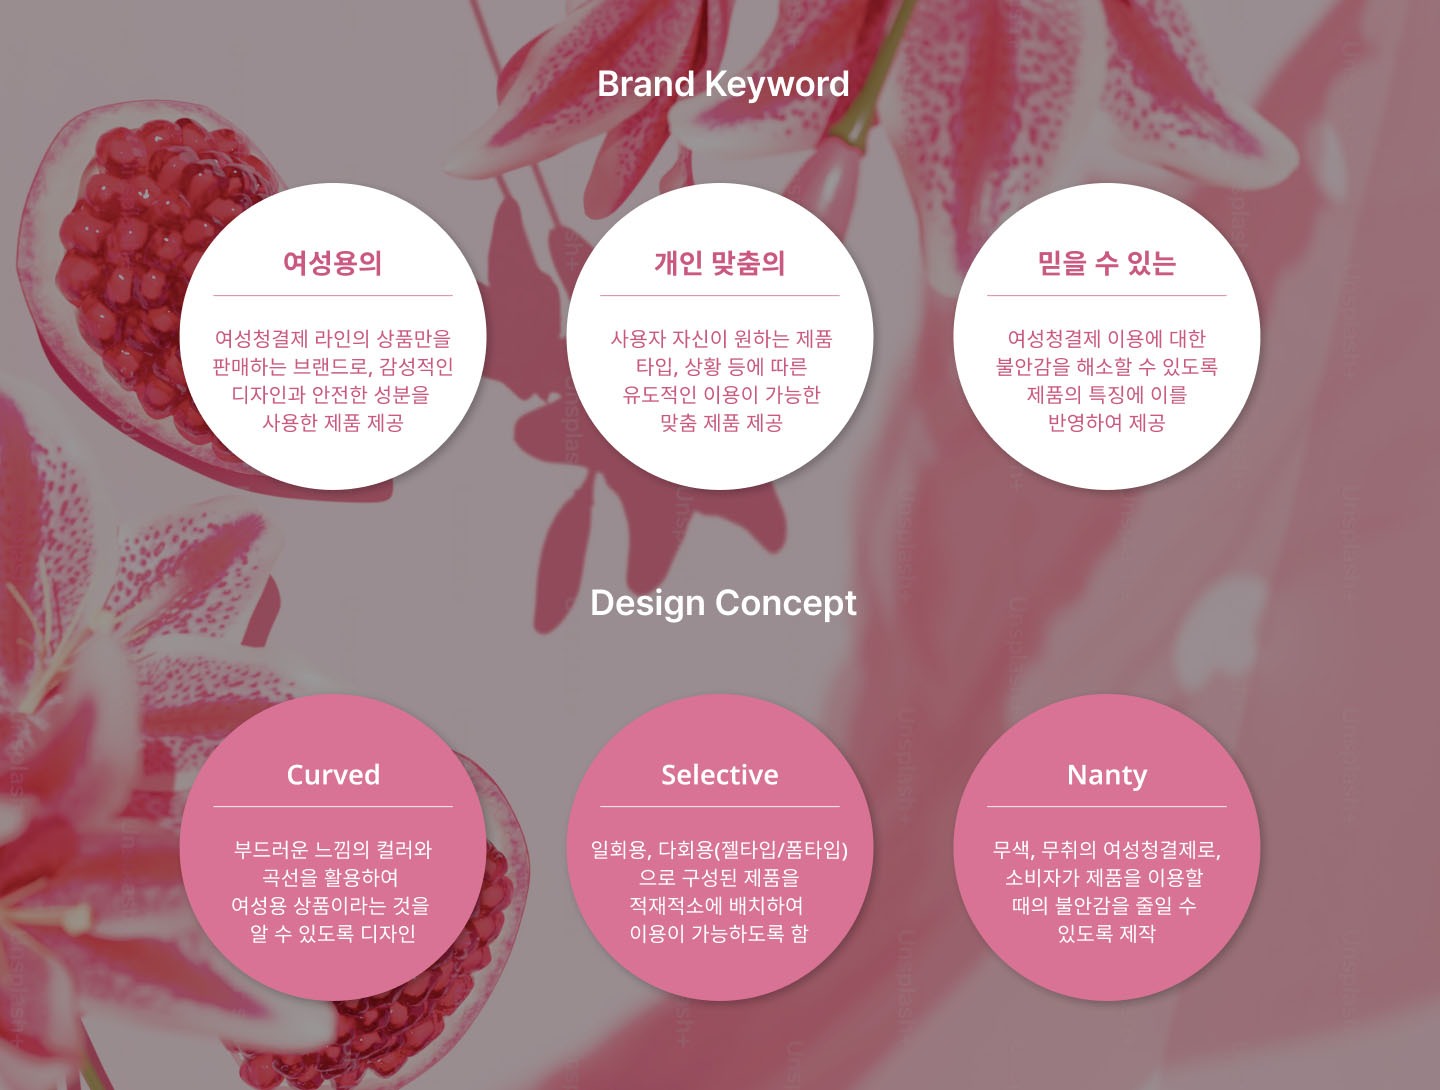 Brand Keyword
여성용의
여성청결제 라인의 상품만을
판매하는 브랜드로, 감성적인
디자인과 안전한 성분을
사용한 제품 제공
개인 맞춤의
사용자 자신이 원하는 제품
타입, 상황 등에 따른
유도적인 이용이 가능한
맞춤 제품 제공
믿을 수 있는
여성청결제 이용에 대한
불안감을 해소할 수 있도록
제품의 특징에 이를
반영하여 제공
Design Concept
Curved
부드러운 느낌의 컬러와
곡선을 활용하여
여성용 상품이라는 것을
알 수 있도록 디자인
Selective
일회용, 다회용(젤타입/폼타입)
으로 구성된 제품을
적재적소에 배치하여
이용이 가능하도록 함
Nanty
무색, 무취의 여성청결제로,
소비자가 제품을 이용할
때의 불안감을 줄일 수
있도록 제작
Unsplash+